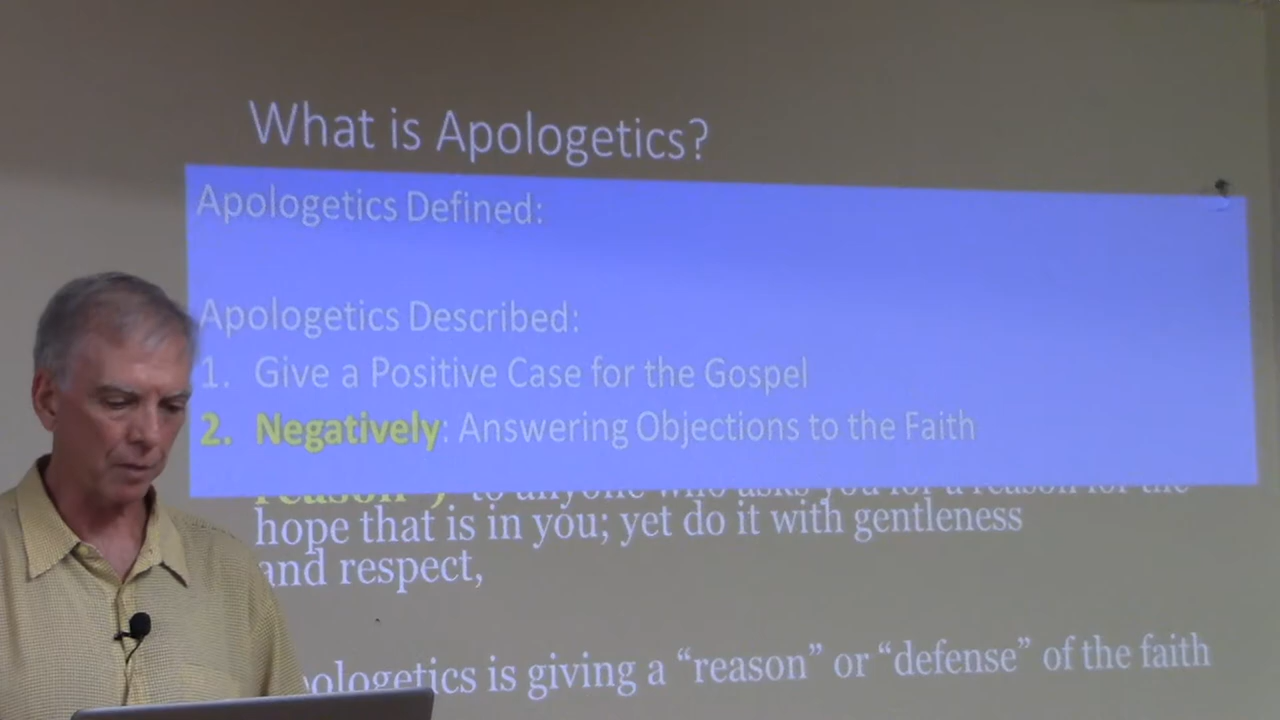 What is Apologetics?
Apologetics Defined:
Apologetics Described:
1. Give a Positive Case for the Gospel
2. Negatively: Answering Objections to the Faith
reason") to anyone who asks you for a reason for the
hope that is in you; yet do it with gentleness
and respect,
pologetics is giving a “reason” or “defense” of the faith